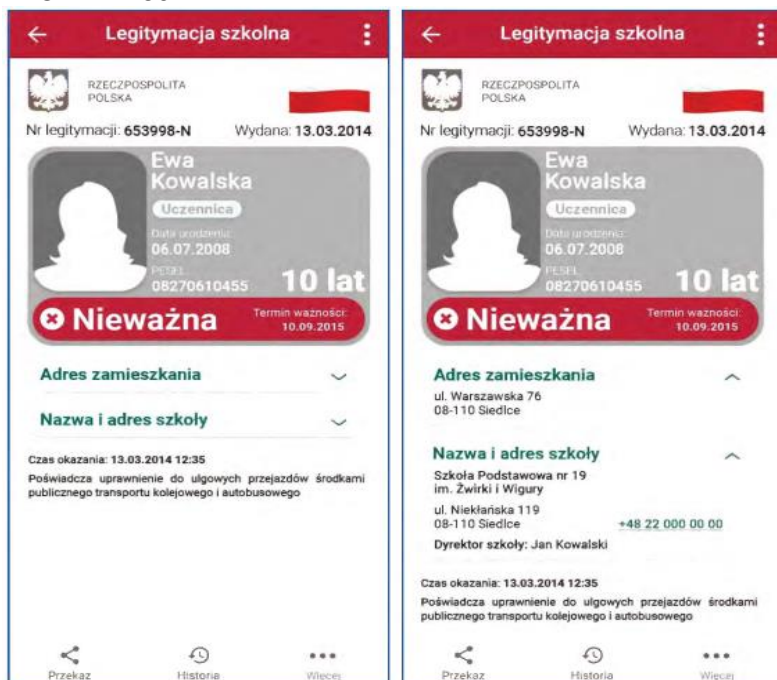 Legitymacja szkolna
RZECZPOSPOLITA
POLSKA
Nr legitymacji: 653998-N Wydana: 13.03.2014
Ewa
Kowalska
Uczennica
Data urodzenia:
06.07.2008
PESEL
08270610455
10 lat
Nieważna
Termin ważności:
10.09.2015
Adres zamieszkania
Nazwa i adres szkoły
Czas okazania: 13.03.2014 12:35
Poświadcza uprawnienie do ulgowych przejazdów środkami
publicznego transportu kolejowego i autobusowego
Przekaż Historia Więcej
Legitymacja szkolna
RZECZPOSPOLITA
POLSKA
Nr legitymacji: 653998-N Wydana: 13.03.2014
Ewa
Kowalska
Uczennica
Data urodzenia:
06.07.2008
PESEL
08270610455
10 lat
Nieważna
Termin ważności:
10.09.2015
Adres zamieszkania
ul. Warszawska 76
08-110 Siedlce
Nazwa i adres szkoły
Szkoła Podstawowa nr 19
im. Żwirki i Wigury
ul. Niekłańska 119
08-110 Siedlce +48 22 000 00 00
Dyrektor szkoły: Jan Kowalski
Czas okazania: 13.03.2014 12:35
Poświadcza uprawnienie do ulgowych przejazdów środkami
publicznego transportu kolejowego i autobusowego
Przekaż Historia Więcej